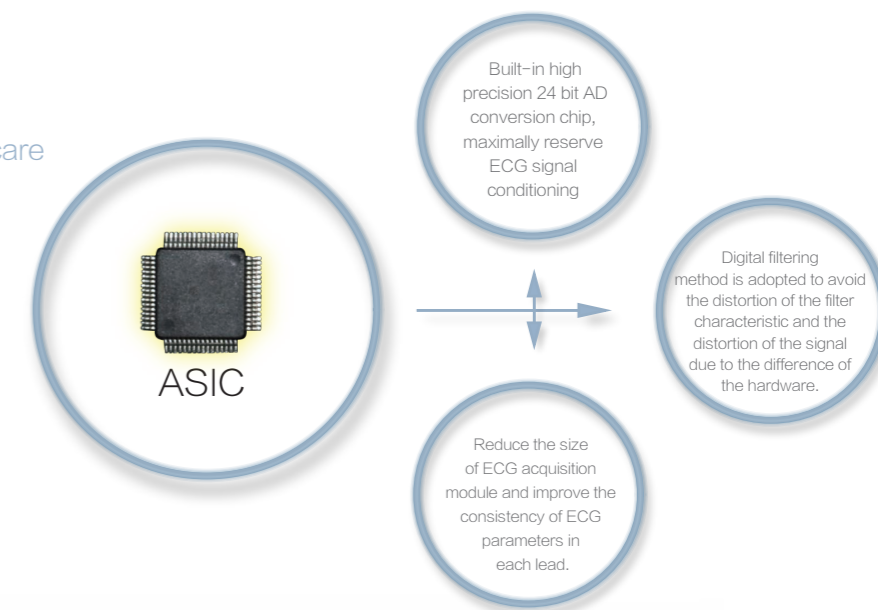 Built-in high
precision 24 bit AD
conversion chip,
maximally reserve
ECG signal
conditioning
ASIC
Digital filtering
method is adopted to avoid
the distortion of the filter
characteristic and the
distortion of the signal
due to the difference of
the hardware.
Reduce the size
of ECG acquisition
module and improve the
consistency of ECG
parameters in
each lead.